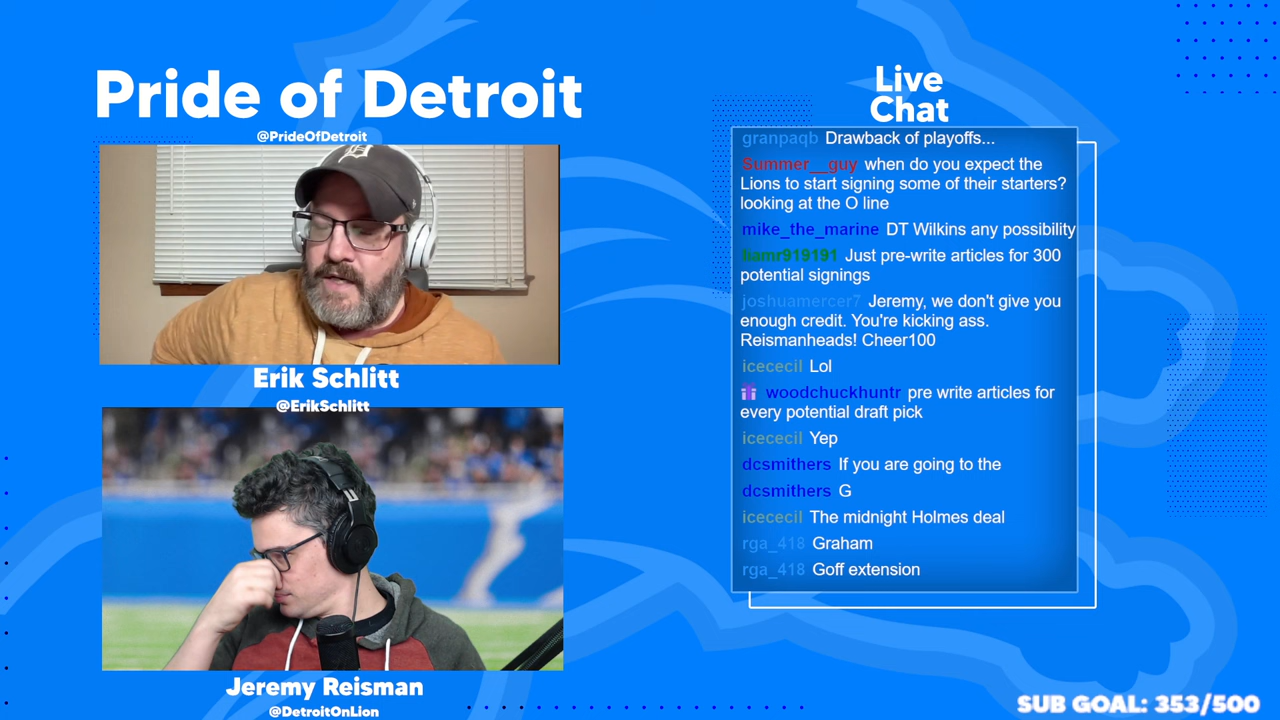 Pride of Detroit
@PrideOfDetroit
Erik Schlitt
@ErikSchlitt
Jeremy Reisman
@DetroitOnLion
Live
Chat
granpaqb Drawback of playoffs...
Summer__guy when do you expect the
Lions to start signing some of their starters?
looking at the O line
mike_the_marine DT Wilkins any possibility
liamr919191 Just pre-write articles for 300
potential signings
joshuamercer7 Jeremy, we don't give you
enough credit. You're kicking ass.
Reismanheads! Cheer100
icececil Lol
woodchuckhuntr pre write articles for
every potential draft pick
icececil Yep
dcsmithers If you are going to the
dcsmithers G
icececil The midnight Holmes deal
rga_418 Graham
rga_418 Goff extension
SUB GOAL: 353/500